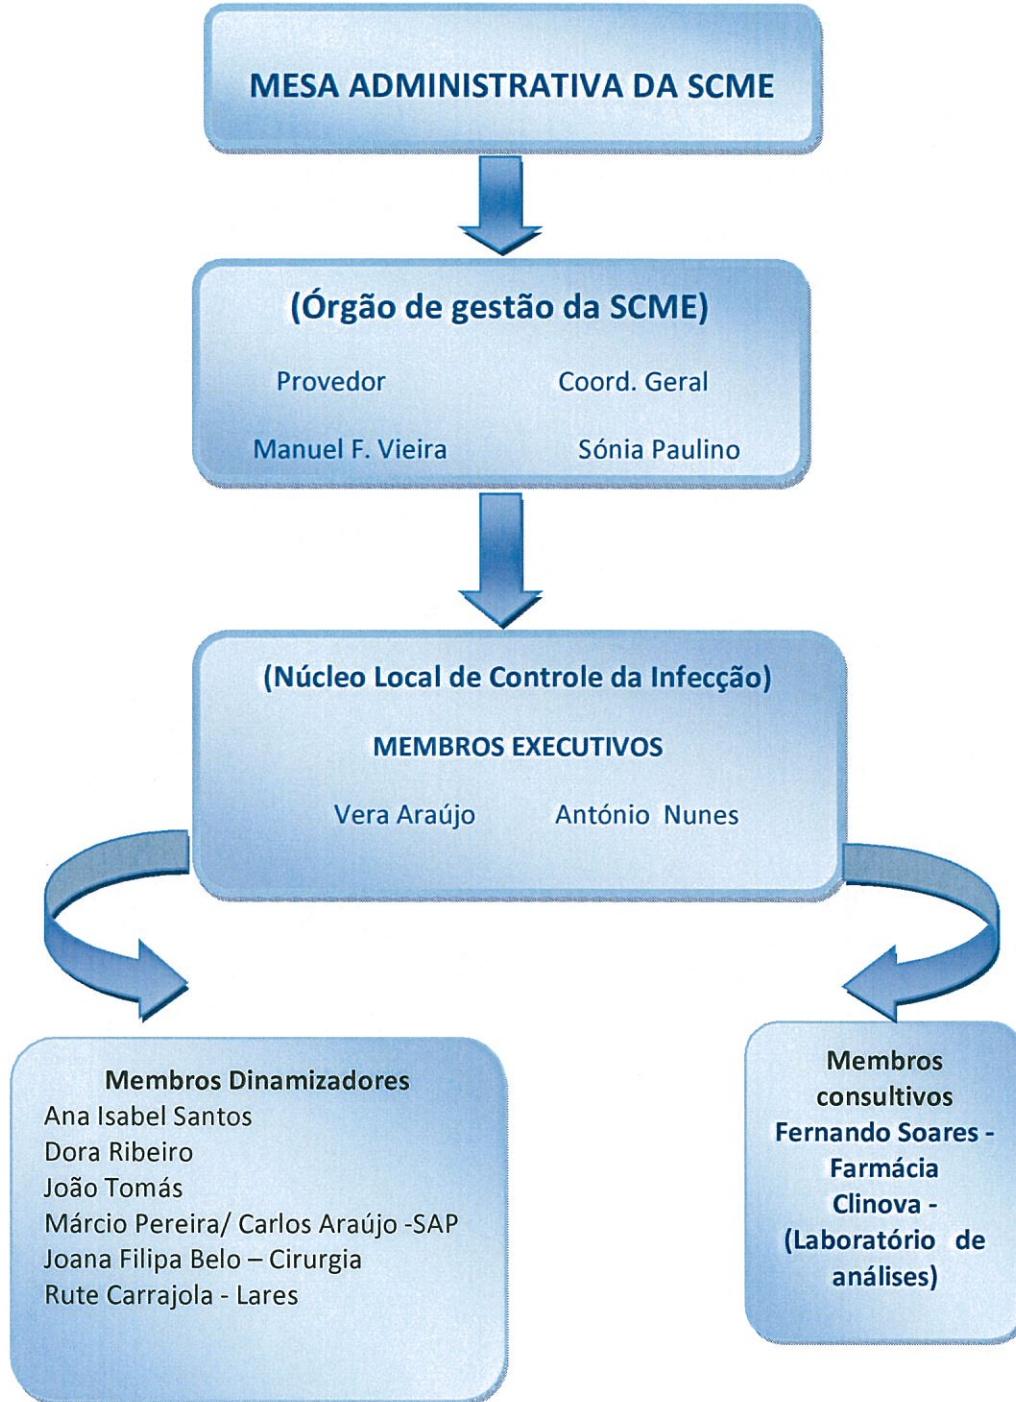 MESA ADMINISTRATIVA DA SCME
(Órgão de gestão da SCME)
Provedor Coord. Geral
Manuel F. Vieira Sónia Paulino
(Núcleo Local de Controle da Infecção)
MEMBROS EXECUTIVOS
Vera Araújo António Nunes
Membros Dinamizadores
Ana Isabel Santos
Dora Ribeiro
João Tomás
Márcio Pereira/ Carlos Araújo -SAP
Joana Filipa Belo – Cirurgia
Rute Carrajola - Lares
Membros
consultivos
Fernando Soares -
Farmácia
Clinova -
(Laboratório de
análises)